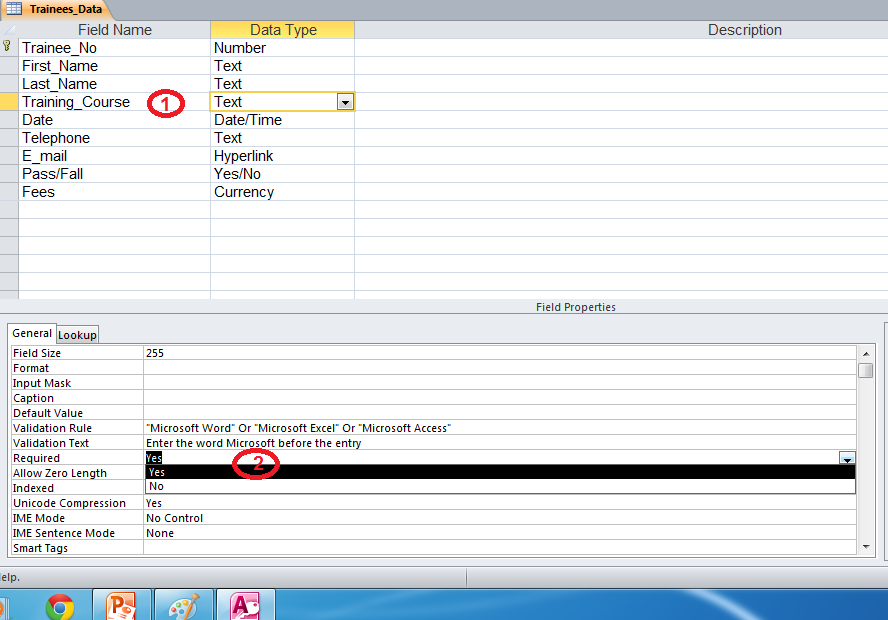 Trainees_Data
Field Name Data Type Description
Trainee_No Number
First_Name Text
Last_Name Text
Training_Course 1 Text
Date Date/Time
Telephone Text
E_mail Hyperlink
Pass/Fall Yes/No
Fees Currency
Field Properties
General Lookup
Field Size 255
Format
Input Mask
Caption
Default Value
Validation Rule "Microsoft Word" Or "Microsoft Excel" Or "Microsoft Access"
Validation Text Enter the word Microsoft before the entry
Required Yes 2
Allow Zero Length Yes
Indexed No
Unicode Compression Yes
IME Mode No Control
IME Sentence Mode None
Smart Tags
elp.
P A